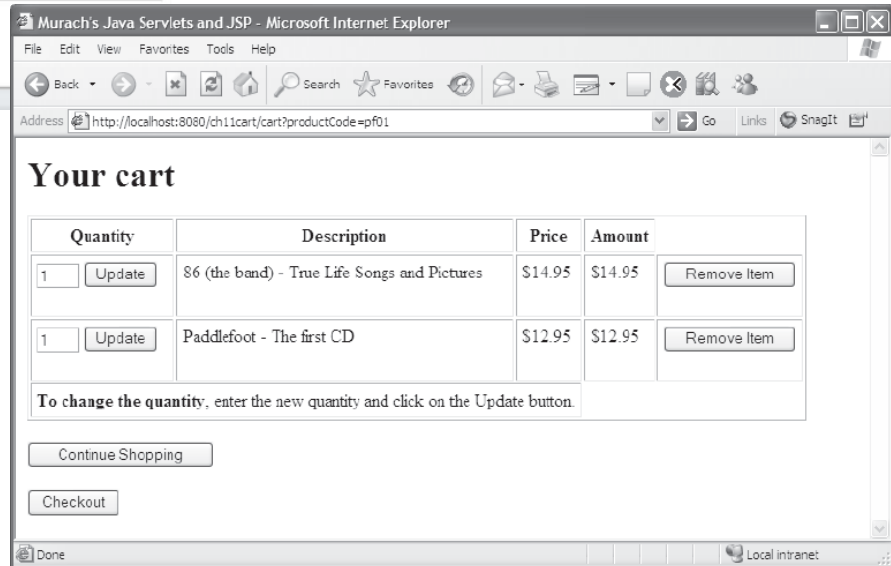 Murach's Java Servlets and JSP - Microsoft Internet Explorer
File Edit View Favorites Tools Help
Back Search Favorites
Address http://localhost:8080/ch11cart/cart?productCode=pf01 Go Links SnagIt
Your cart
Quantity Description Price Amount
1 Update 86 (the band) - True Life Songs and Pictures $14.95 $14.95 Remove Item
1 Update Paddlefoot - The first CD $12.95 $12.95 Remove Item
To change the quantity, enter the new quantity and click on the Update button.
Continue Shopping
Checkout
Done Local intranet